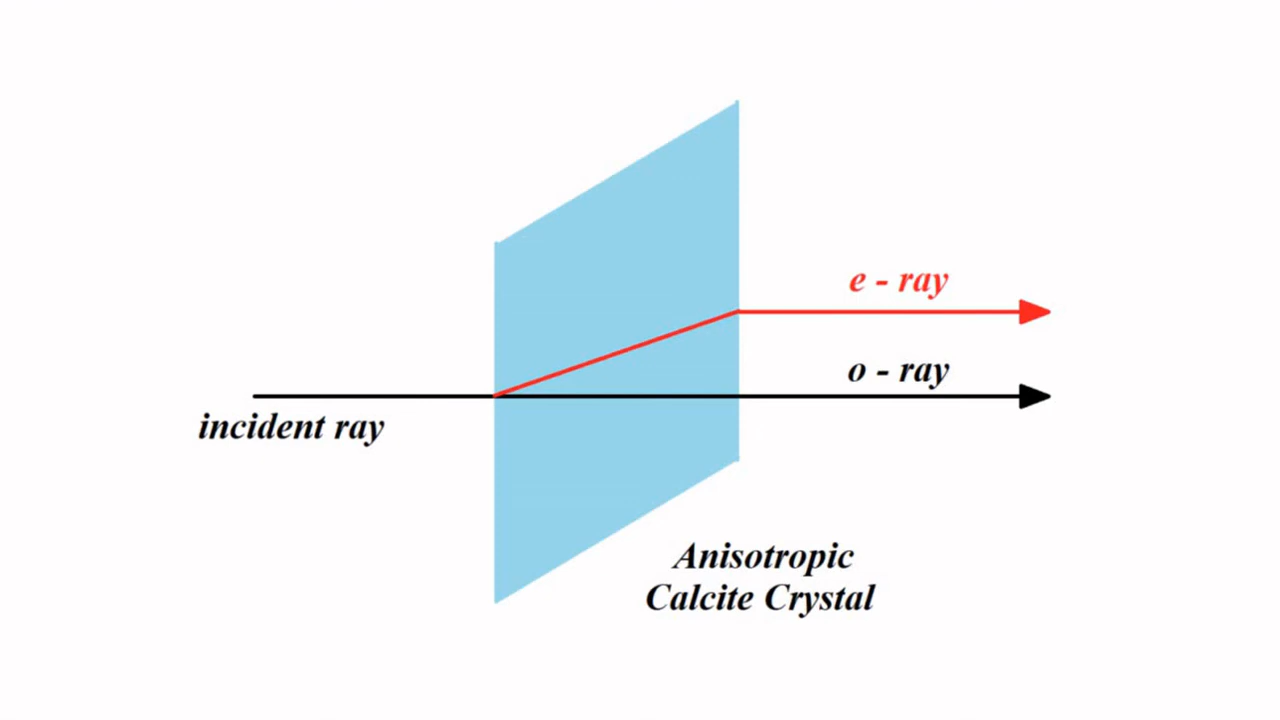 e - ray
o - ray
incident ray
Anisotropic
Calcite Crystal